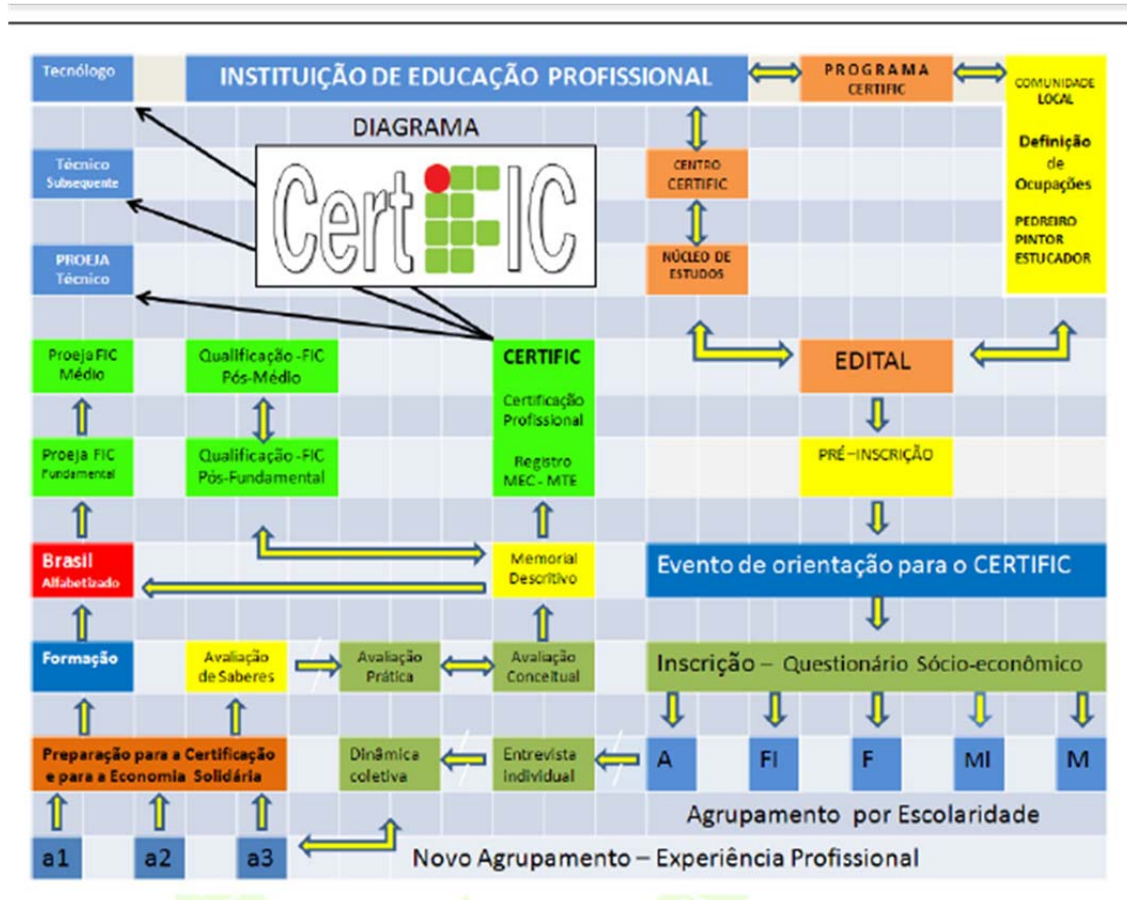 Tecnólogo
INSTITUIÇÃO DE EDUCAÇÃO PROFISSIONAL
PROGRAMA
CERTIFIC
COMUNIDADE
LOCAL
Definição
de
Ocupações
PEDREIRO
PINTOR
ESTUCADOR
DIAGRAMA
CertIFIC
Técnico
Subsequente
CENTRO
CERTIFIC
PROEJA
Técnico
NÚCLEO DE
ESTUDOS
Proeja FIC
Médio
Qualificação -FIC
Pós-Médio
CERTIFIC
Certificação
Profissional
Registro
MEC - MTE
EDITAL
Proeja FIC
Fundamental
Qualificação -FIC
Pós-Fundamental
PRÉ–INSCRIÇÃO
Brasil
Alfabetizado
Memorial
Descritivo
Evento de orientação para o CERTIFIC
Formação
Avaliação
de Saberes
Avaliação
Prática
Avaliação
Conceitual
Inscrição – Questionário Sócio-econômico
Preparação para a Certificação
e para a Economia Solidária
Dinâmica
coletiva
Entrevista
individual
A
FI
F
MI
M
Agrupamento por Escolaridade
a1
a2
a3
Novo Agrupamento – Experiência Profissional